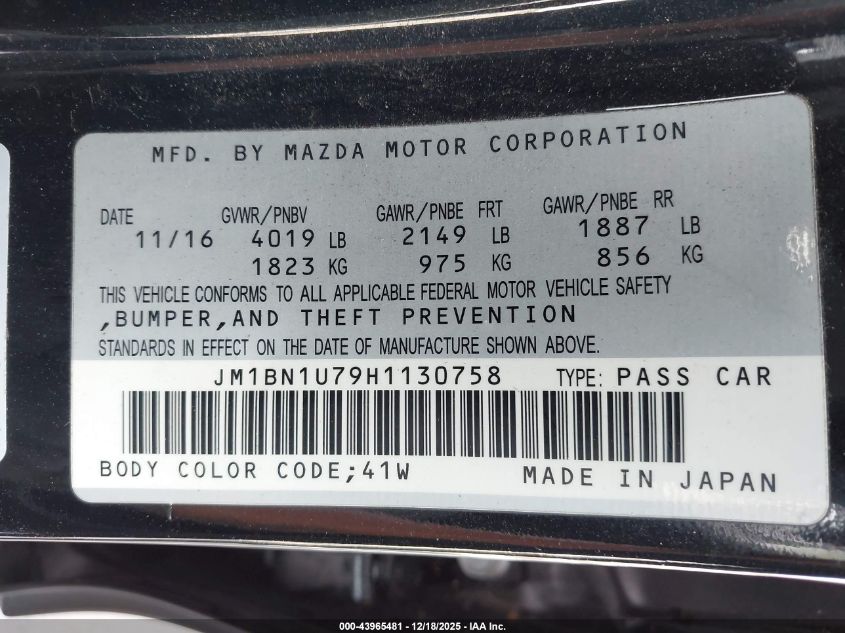 MFD. BY MAZDA MOTOR CORPORATION
DATE GVWR/PNBV GAWR/PNBE FRT GAWR/PNBE RR
11/16 4019 LB 2149 LB 1887 LB
1823 KG 975 KG 856 KG
THIS VEHICLE CONFORMS TO ALL APPLICABLE FEDERAL MOTOR VEHICLE SAFETY
,BUMPER,AND THEFT PREVENTION
STANDARDS IN EFFECT ON THE DATE OF MANUFACTURE SHOWN ABOVE.
JM1BN1U79H1130758 TYPE: PASS CAR
BODY COLOR CODE;41W MADE IN JAPAN
000-43965481 - 12/18/2025 - IAA Inc.